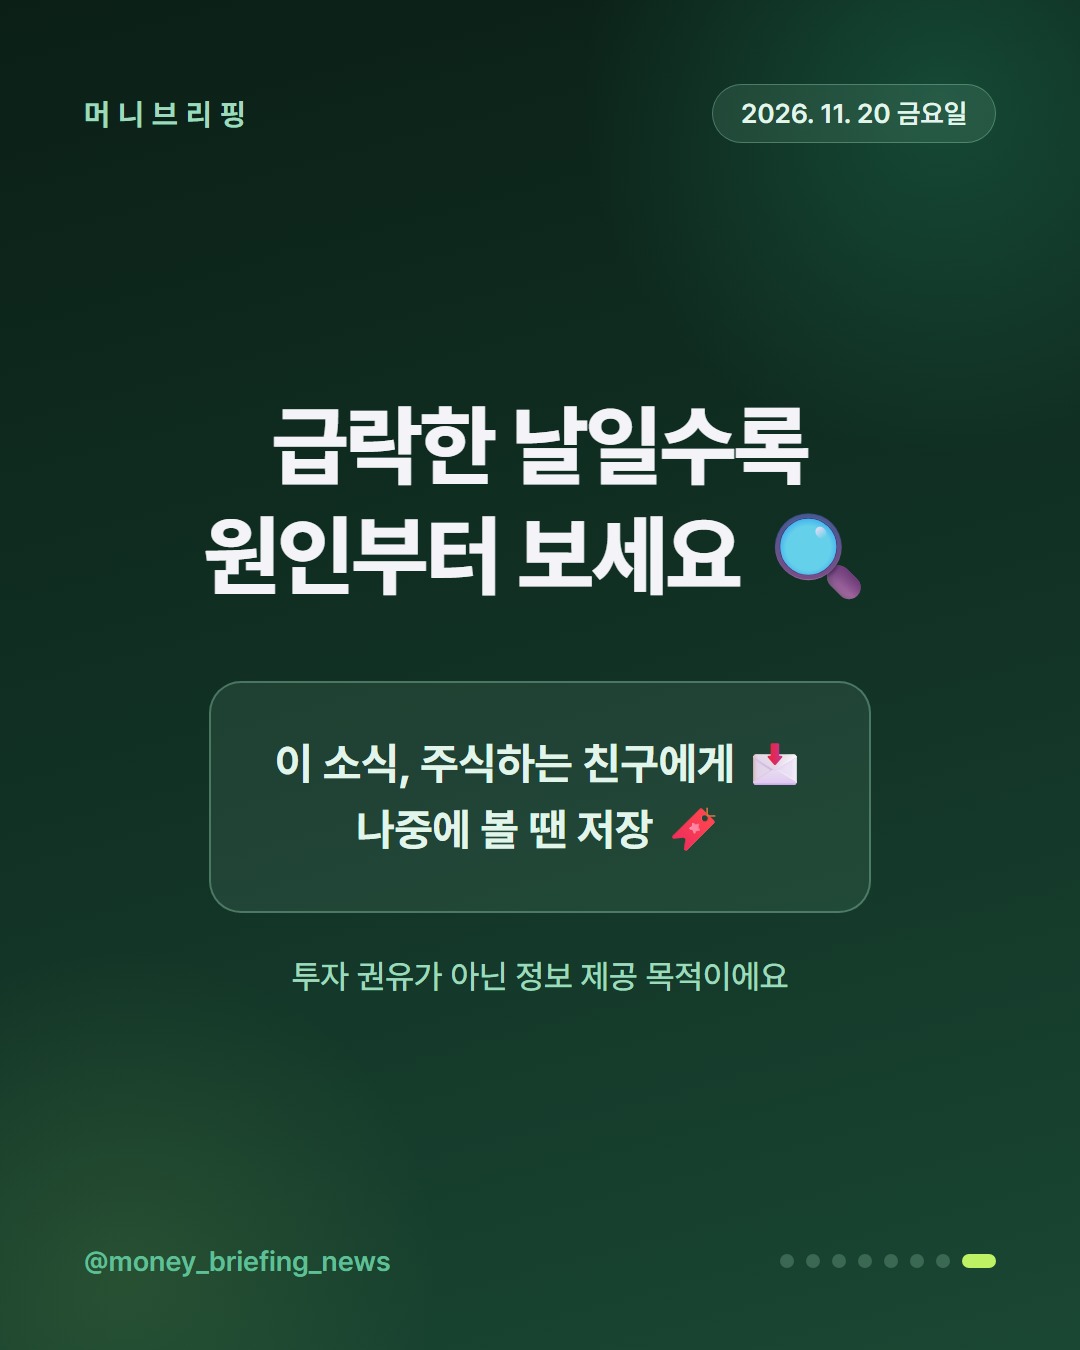 머니브리핑
2026. 11. 20 금요일
급락한 날일수록
원인부터 보세요
이 소식, 주식하는 친구에게
나중에 볼 땐 저장
투자 권유가 아닌 정보 제공 목적이에요
@money_briefing_news